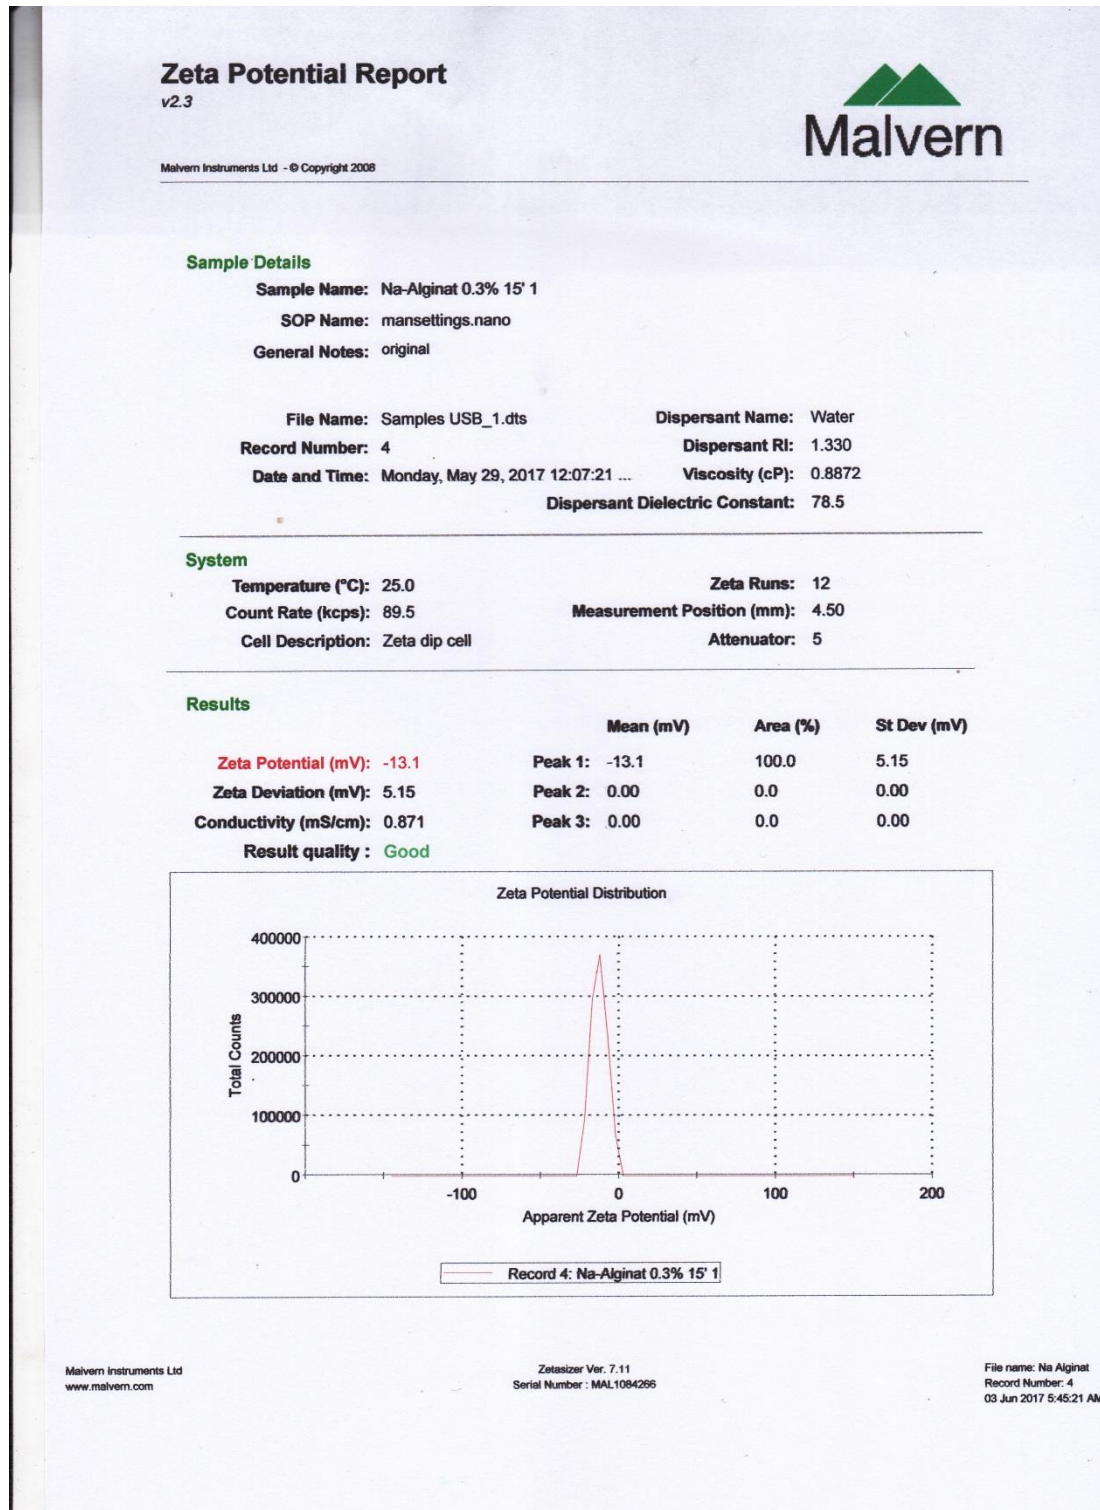 Zeta Potential Report
v2.3
Malvern
Malvern Instruments Ltd - © Copyright 2008
Sample Details
Sample Name: Na-Alginat 0.3% 15' 1
SOP Name: mansettings.nano
General Notes: original
File Name: Samples USB_1.dts Dispersant Name: Water
Record Number: 4 Dispersant RI: 1.330
Date and Time: Monday, May 29, 2017 12:07:21 ... Viscosity (cP): 0.8872
Dispersant Dielectric Constant: 78.5
System
Temperature (°C): 25.0 Zeta Runs: 12
Count Rate (kcps): 89.5 Measurement Position (mm): 4.50
Cell Description: Zeta dip cell Attenuator: 5
Results
Mean (mV) Area (%) St Dev (mV)
Zeta Potential (mV): -13.1 Peak 1: -13.1 100.0 5.15
Zeta Deviation (mV): 5.15 Peak 2: 0.00 0.0 0.00
Conductivity (mS/cm): 0.871 Peak 3: 0.00 0.0 0.00
Result quality : Good
Zeta Potential Distribution
400000
300000
200000
100000
0
Total Counts
-100 0 100 200
Apparent Zeta Potential (mV)
Record 4: Na-Alginat 0.3% 15' 1
Malvern Instruments Ltd Zetasizer Ver. 7.11 File name: Na Alginat
www.malvern.com Serial Number : MAL1084266 Record Number: 4
03 Jun 2017 5:45:21 AM